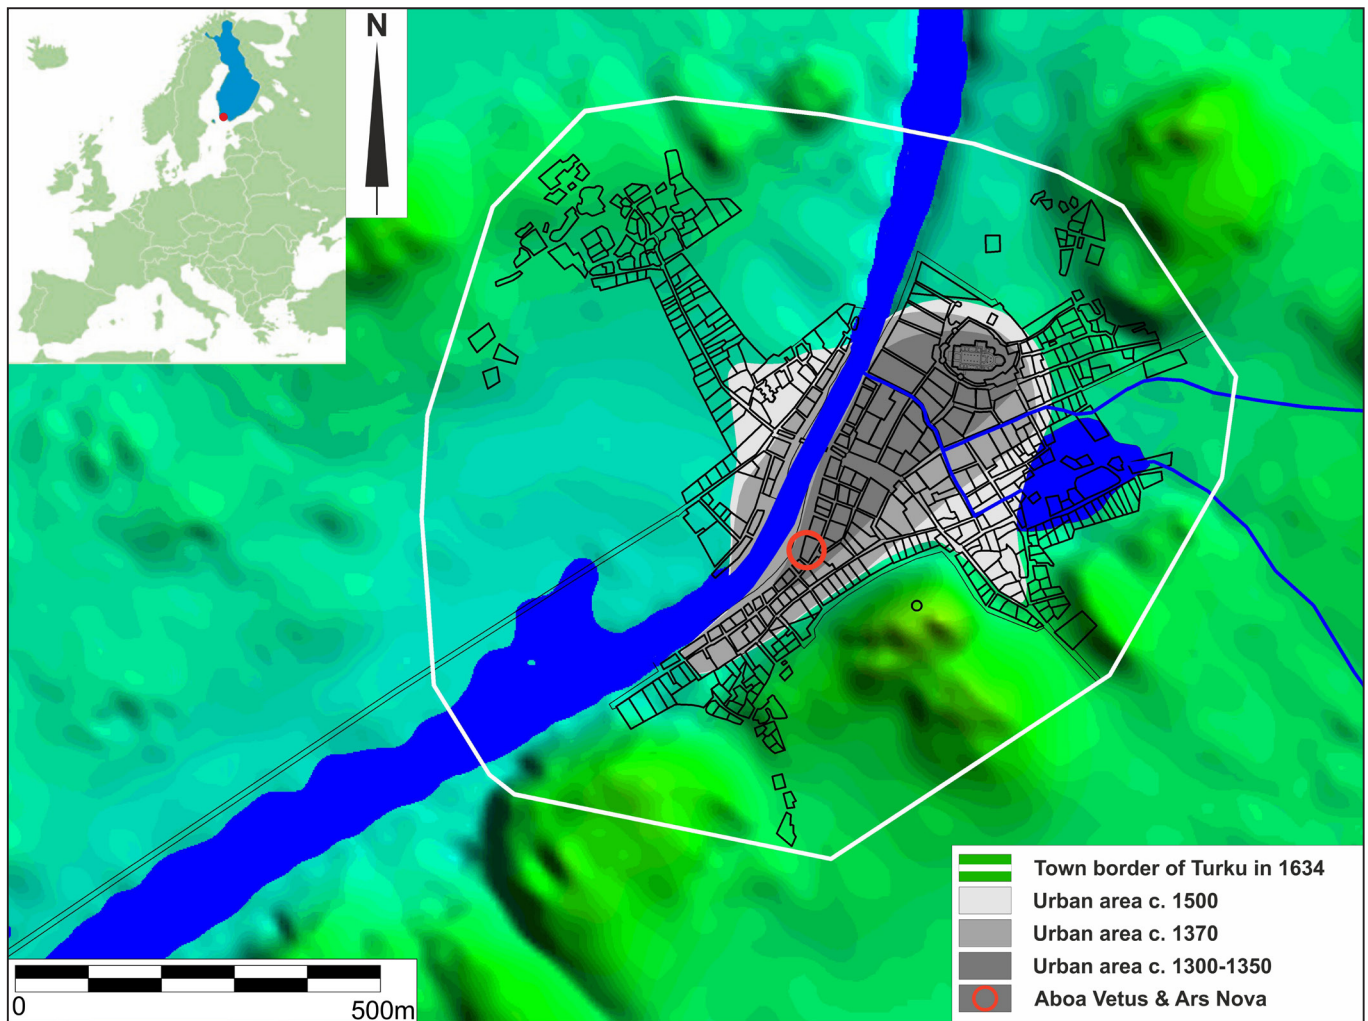 N
Town border of Turku in 1634
Urban area c. 1500
Urban area c. 1370
Urban area c. 1300-1350
Aboa Vetus & Ars Nova
0 500m